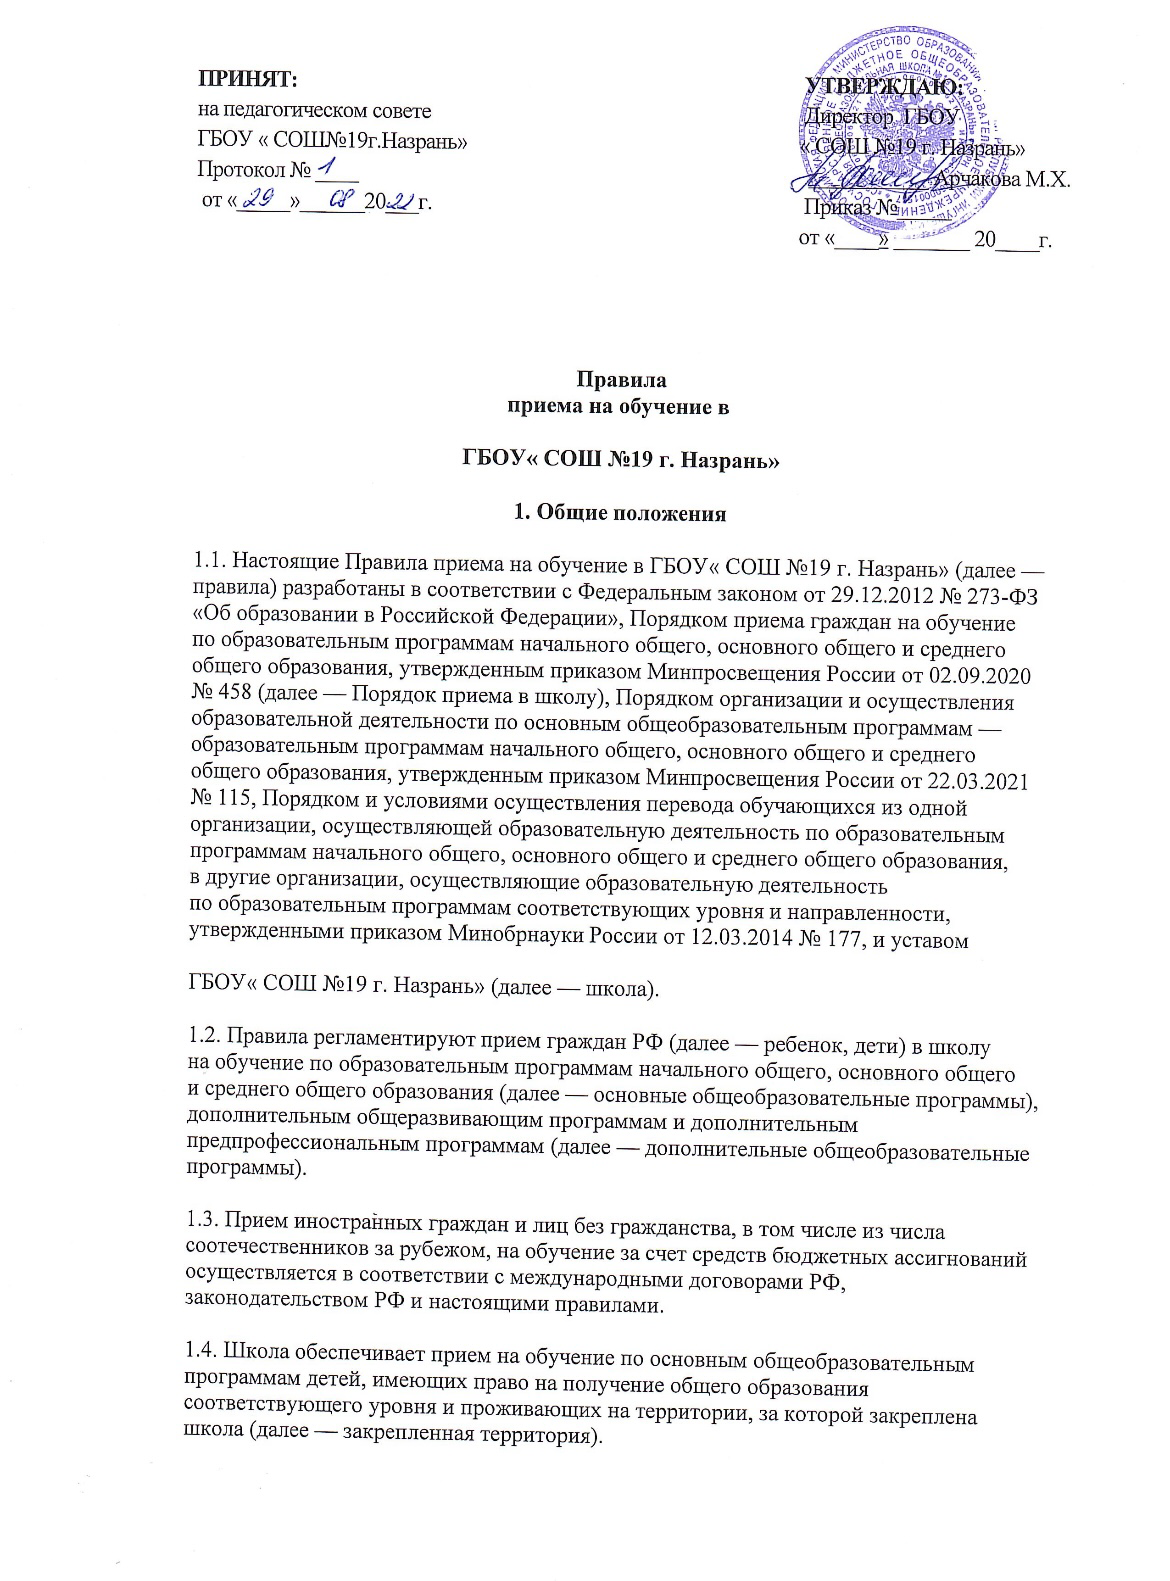 ПРИНЯТ:
на педагогическом совете
ГБОУ « СОШ№19г.Назрань»
Протокол № 1
от « 29 » 08 2021 г.
УТВЕРЖДАЮ:
Директор ГБОУ
« СОШ №19 г. Назрань»
Арчакова М.Х.
Приказ №_____
от «____» _______ 20____г.
Правила
приема на обучение в
ГБОУ« СОШ №19 г. Назрань»
1. Общие положения
1.1. Настоящие Правила приема на обучение в ГБОУ« СОШ №19 г. Назрань» (далее —
правила) разработаны в соответствии с Федеральным законом от 29.12.2012 № 273-ФЗ
«Об образовании в Российской Федерации», Порядком приема граждан на обучение
по образовательным программам начального общего, основного общего и среднего
общего образования, утвержденным приказом Минпросвещения России от 02.09.2020
№ 458 (далее — Порядок приема в школу), Порядком организации и осуществления
образовательной деятельности по основным общеобразовательным программам —
образовательным программам начального общего, основного общего и среднего
общего образования, утвержденным приказом Минпросвещения России от 22.03.2021
№ 115, Порядком и условиями осуществления перевода обучающихся из одной
организации, осуществляющей образовательную деятельность по образовательным
программам начального общего, основного общего и среднего общего образования,
в другие организации, осуществляющие образовательную деятельность
по образовательным программам соответствующих уровня и направленности,
утвержденными приказом Минобрнауки России от 12.03.2014 № 177, и уставом
ГБОУ« СОШ №19 г. Назрань» (далее — школа).
1.2. Правила регламентируют прием граждан РФ (далее — ребенок, дети) в школу
на обучение по образовательным программам начального общего, основного общего
и среднего общего образования (далее — основные общеобразовательные программы),
дополнительным общеразвивающим программам и дополнительным
предпрофессиональным программам (далее — дополнительные общеобразовательные
программы).
1.3. Прием иностранных граждан и лиц без гражданства, в том числе из числа
соотечественников за рубежом, на обучение за счет средств бюджетных ассигнований
осуществляется в соответствии с международными договорами РФ,
законодательством РФ и настоящими правилами.
1.4. Школа обеспечивает прием на обучение по основным общеобразовательным
программам детей, имеющих право на получение общего образования
соответствующего уровня и проживающих на территории, за которой закреплена
школа (далее — закрепленная территория).